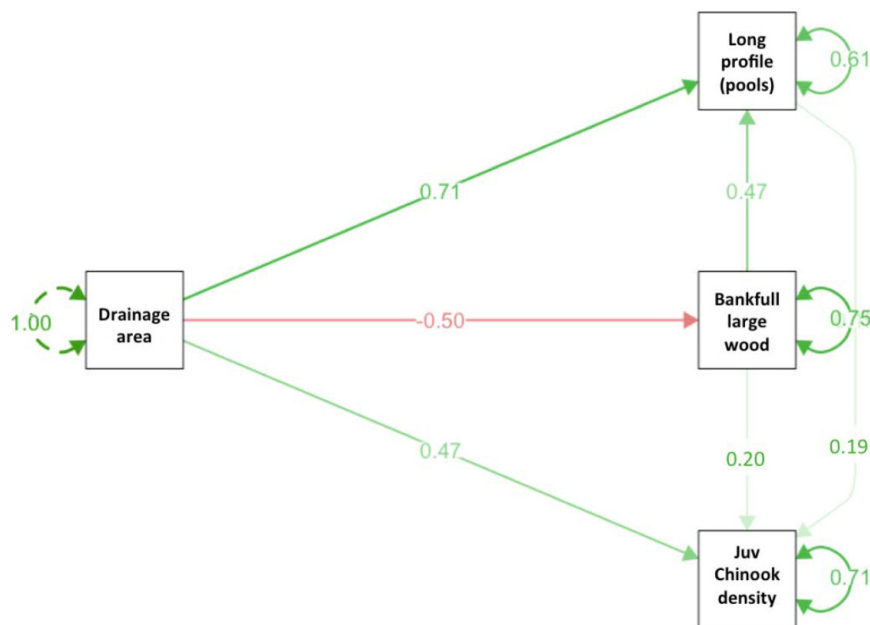 Long
profile
(pools)
0.61
0.71
0.47
Drainage
area
1.00
-0.50
Bankfull
large
wood
0.75
0.47
0.20
0.19
Juv
Chinook
density
0.71